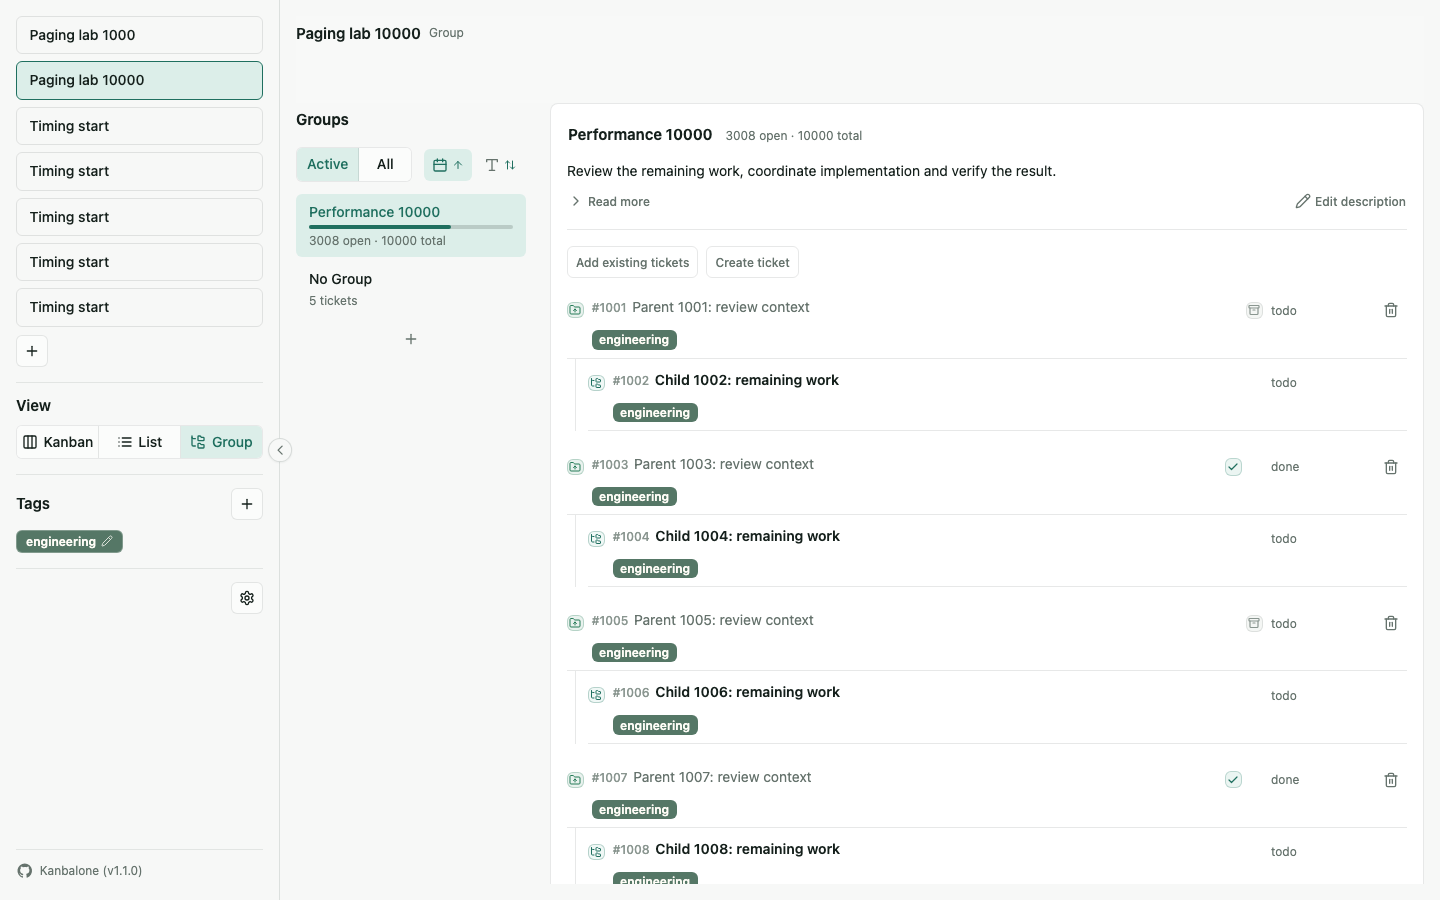 Paging lab 1000
Paging lab 10000
Timing start
Timing start
Timing start
Timing start
Timing start
View
Kanban
List
Group
Tags
engineering
Kanbalone (v1.1.0)
Paging lab 10000 Group
Groups
Active
All
Performance 10000
3008 open · 10000 total
No Group
5 tickets
Performance 10000 3008 open · 10000 total
Review the remaining work, coordinate implementation and verify the result.
Read more
Edit description
Add existing tickets
Create ticket
#1001 Parent 1001: review context todo
engineering
#1002 Child 1002: remaining work todo
engineering
#1003 Parent 1003: review context done
engineering
#1004 Child 1004: remaining work todo
engineering
#1005 Parent 1005: review context todo
engineering
#1006 Child 1006: remaining work todo
engineering
#1007 Parent 1007: review context done
engineering
#1008 Child 1008: remaining work todo
engineering